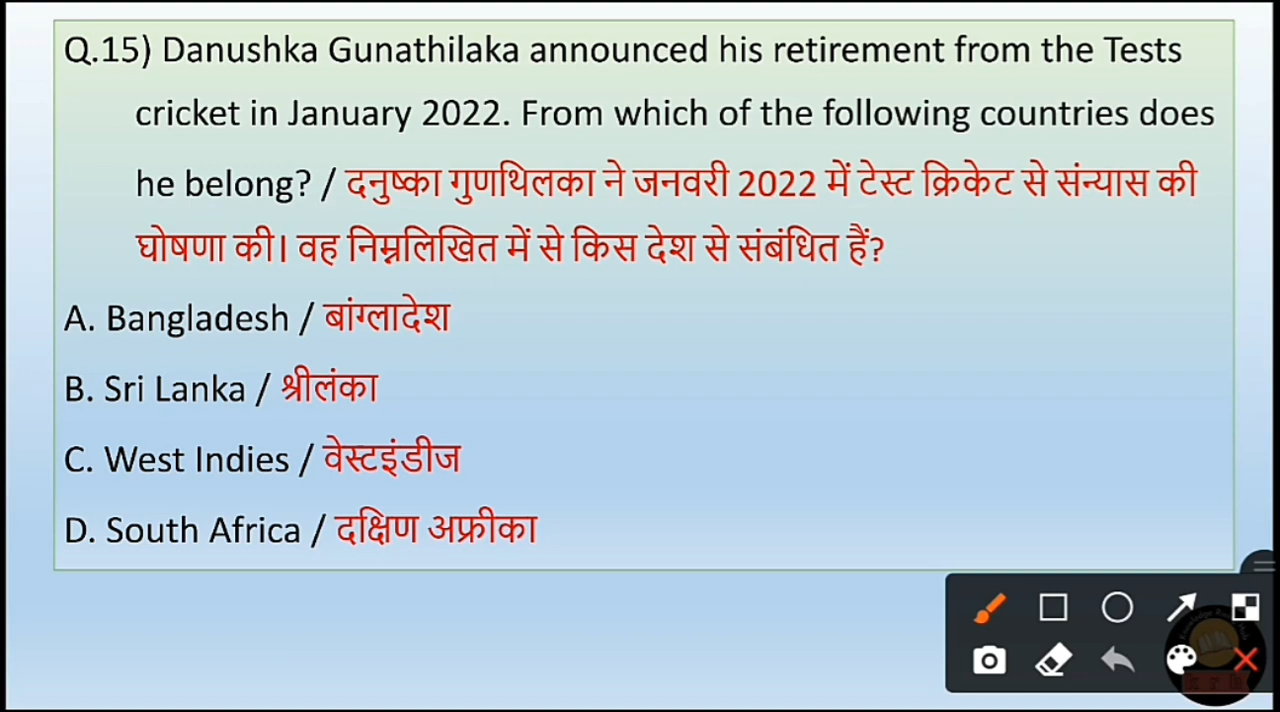 Q.15) Danushka Gunathilaka announced his retirement from the Tests
cricket in January 2022. From which of the following countries does
he belong? / दनुष्का गुणथिलका ने जनवरी 2022 में टेस्ट क्रिकेट से संन्यास की
घोषणा की। वह निम्नलिखित में से किस देश से संबंधित हैं?
A. Bangladesh / बांग्लादेश
B. Sri Lanka / श्रीलंका
C. West Indies / वेस्टइंडीज
D. South Africa / दक्षिण अफ्रीका